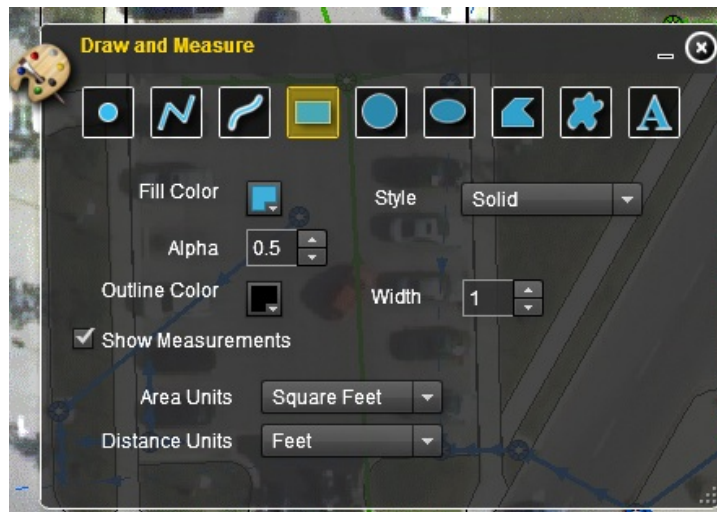 Draw and Measure
A
Fill Color
Style Solid
Alpha 0.5
Outline Color
Width 1
Show Measurements
Area Units Square Feet
Distance Units Feet